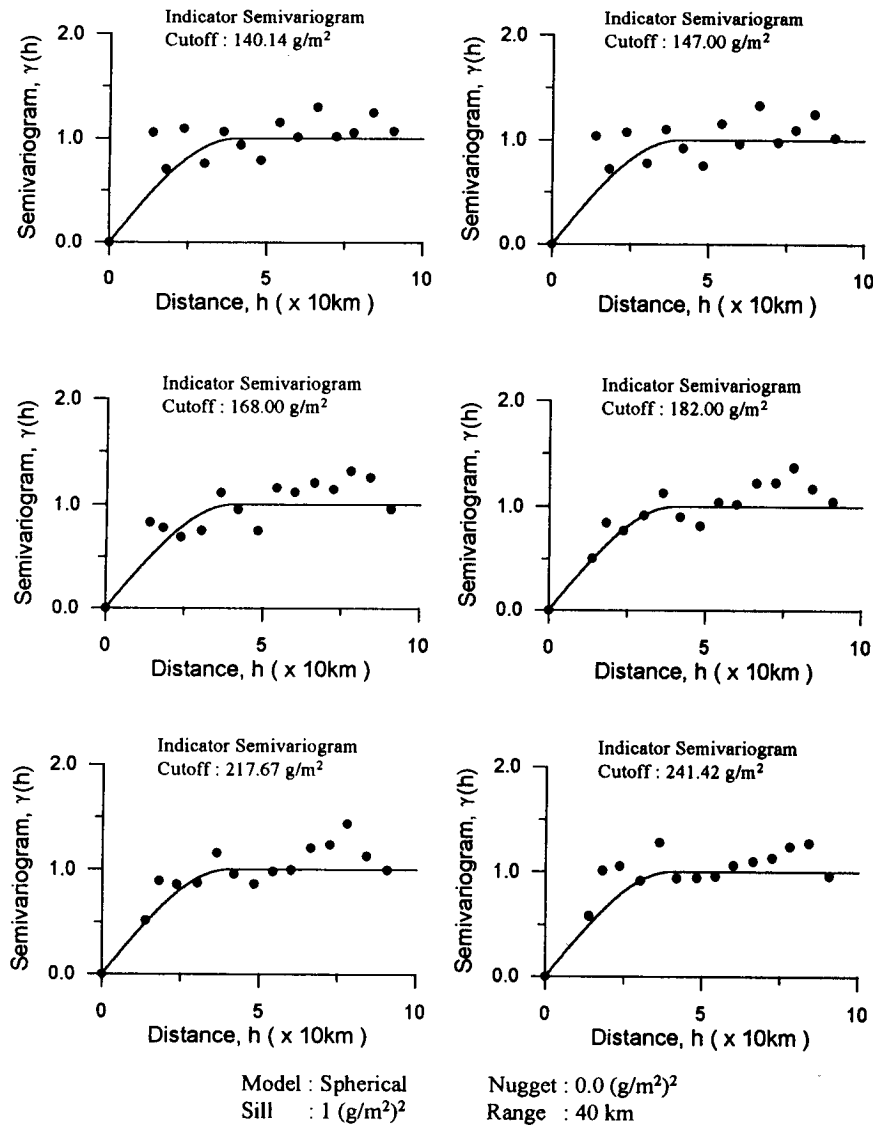 Indicator Semivariogram
Cutoff : 140.14 g/m²
2.0
1.0
0.0
Semivariogram, γ(h)
0
5
10
Distance, h ( x 10km )
Indicator Semivariogram
Cutoff : 147.00 g/m²
2.0
1.0
0.0
Semivariogram, γ(h)
0
5
10
Distance, h ( x 10km )
Indicator Semivariogram
Cutoff : 168.00 g/m²
2.0
1.0
0.0
Semivariogram, γ(h)
0
5
10
Distance, h ( x 10km )
Indicator Semivariogram
Cutoff : 182.00 g/m²
2.0
1.0
0.0
Semivariogram, γ(h)
0
5
10
Distance, h ( x 10km )
Indicator Semivariogram
Cutoff : 217.67 g/m²
2.0
1.0
0.0
Semivariogram, γ(h)
0
5
10
Distance, h ( x 10km )
Indicator Semivariogram
Cutoff : 241.42 g/m²
2.0
1.0
0.0
Semivariogram, γ(h)
0
5
10
Distance, h ( x 10km )
Model : Spherical Nugget : 0.0 (g/m²)²
Sill : 1 (g/m²)² Range : 40 km